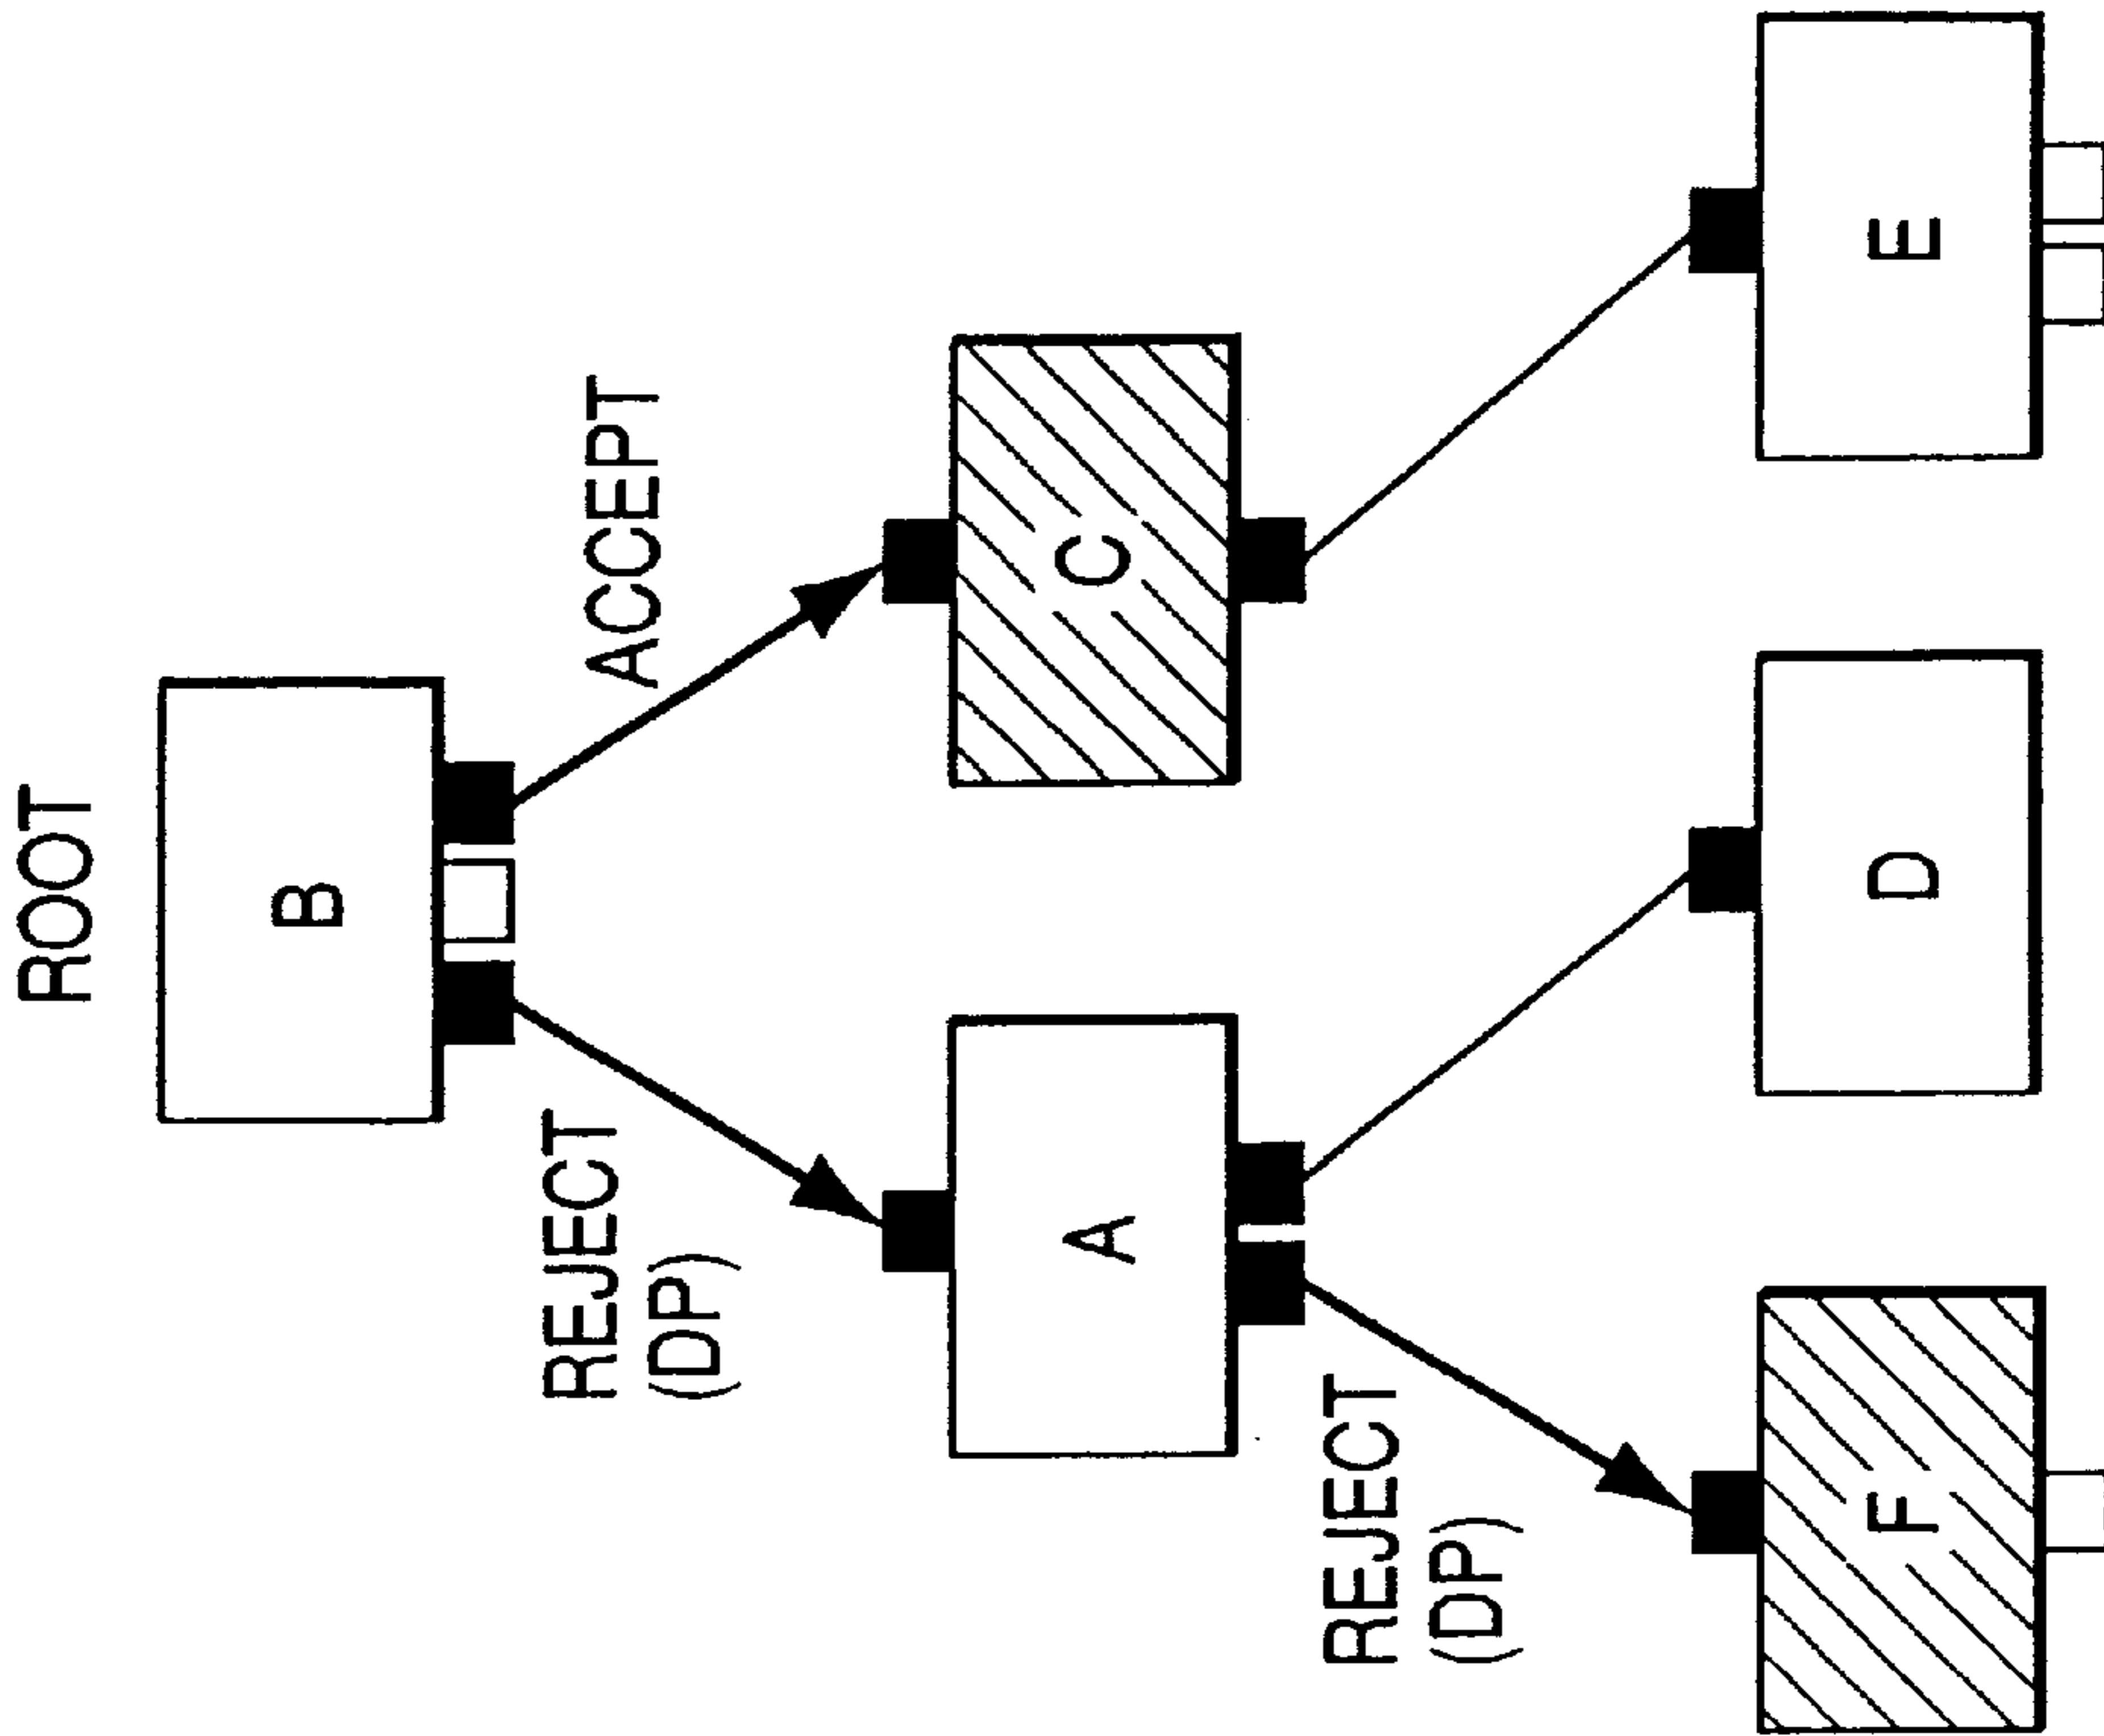 ROOT
B
REJECT
(DP)
ACCEPT
A
C
REJECT
(DP)
F
D
E